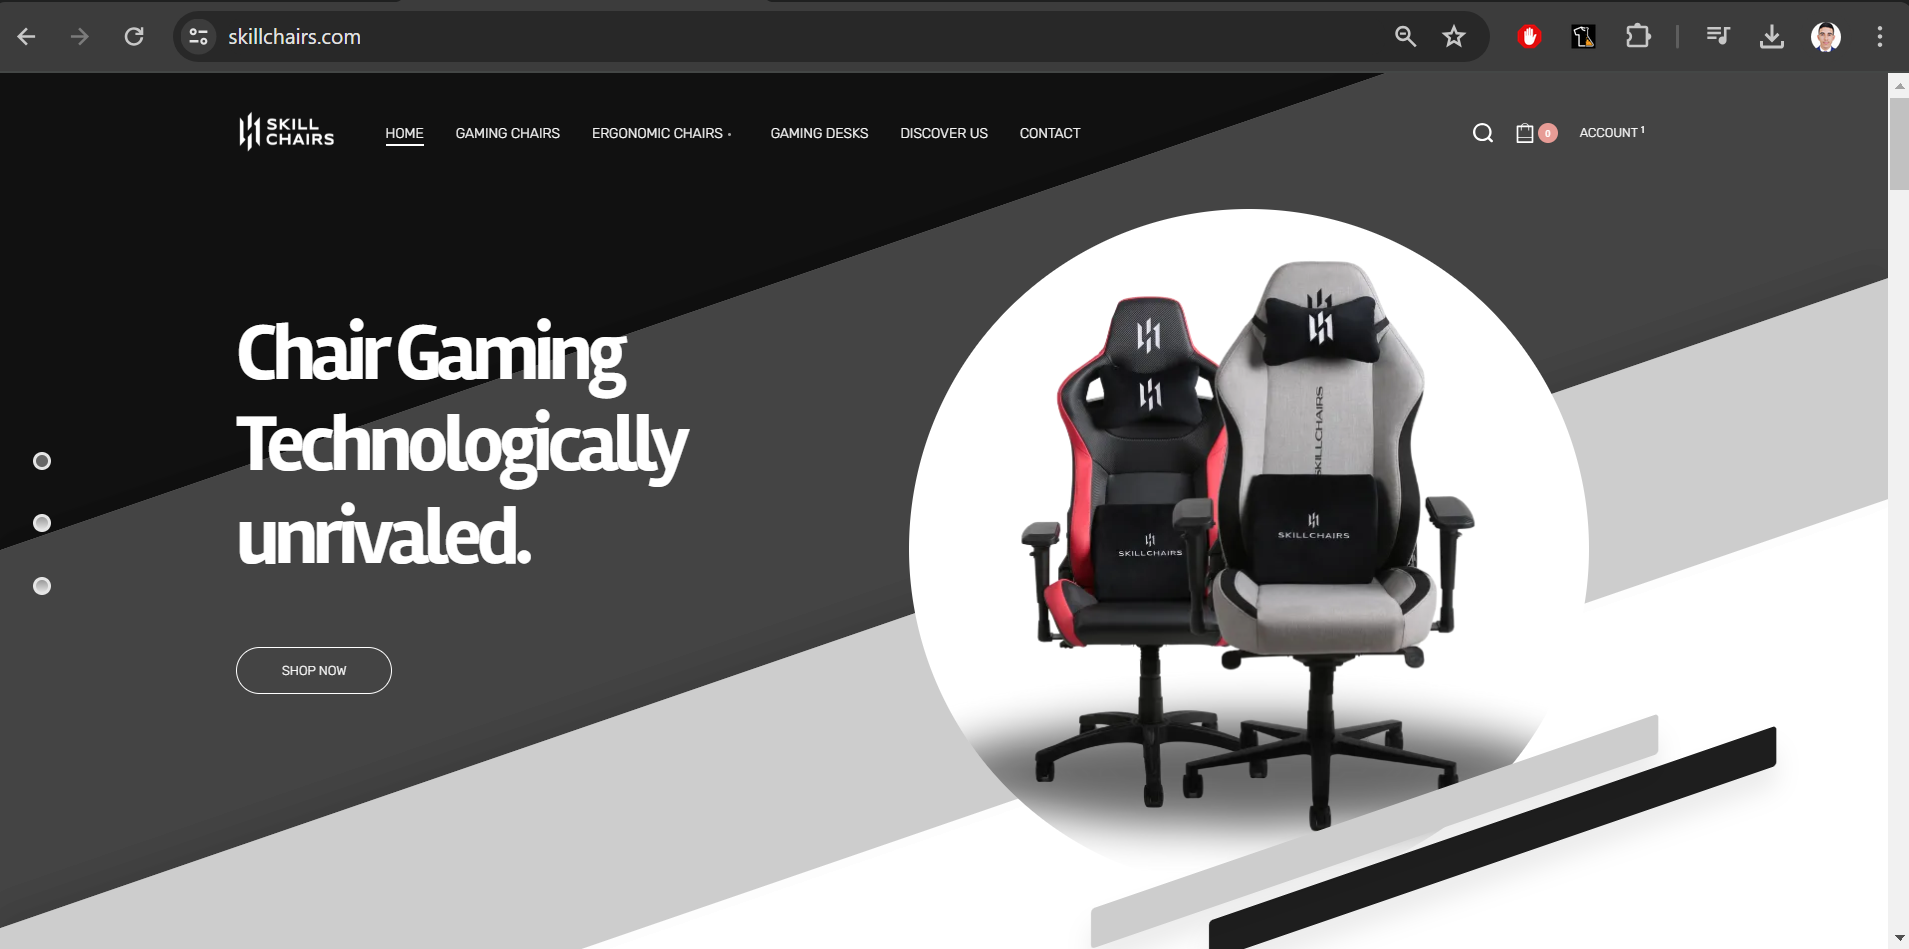 skillchairs.com
SKILL
CHAIRS
HOME
GAMING CHAIRS
ERGONOMIC CHAIRS
GAMING DESKS
DISCOVER US
CONTACT
0
ACCOUNT 1
Chair Gaming
Technologically
unrivaled.
SHOP NOW
SKILLCHAIRS
SKILLCHAIRS
SKILLCHAIRS